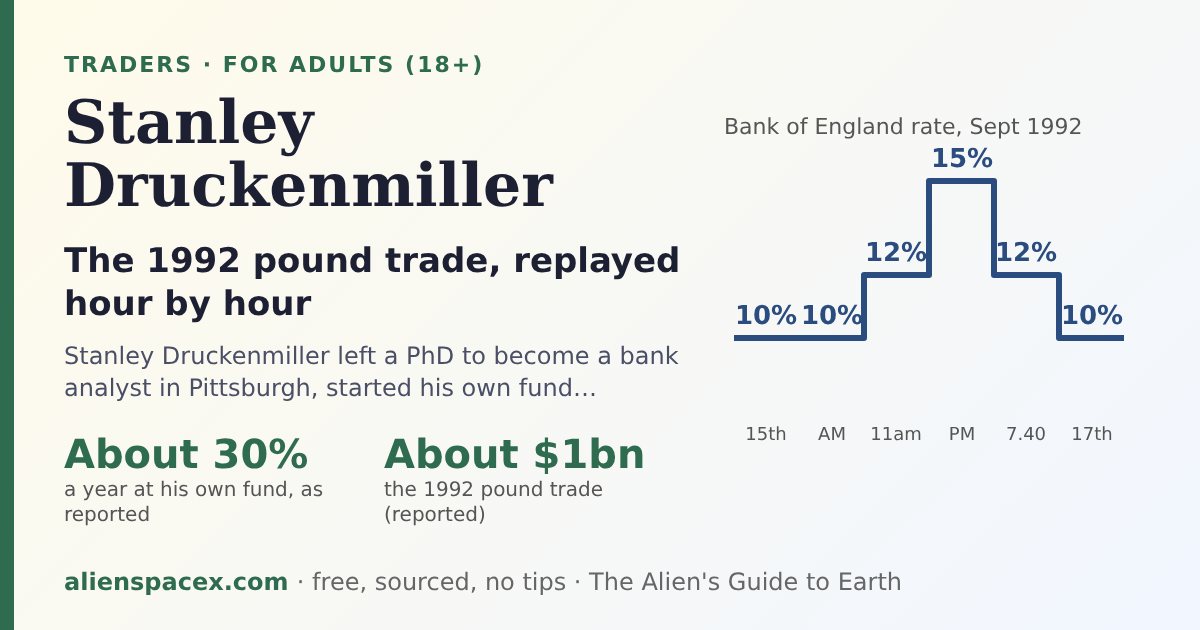 TRADERS · FOR ADULTS (18+)
Stanley
Druckenmiller
The 1992 pound trade, replayed
hour by hour
Stanley Druckenmiller left a PhD to become a bank
analyst in Pittsburgh, started his own fund…
About 30%
a year at his own fund, as
reported
About $1bn
the 1992 pound trade
(reported)
Bank of England rate, Sept 1992
15%
12% 12%
10% 10% 10%
15th AM 11am PM 7.40 17th
alienspacex.com · free, sourced, no tips · The Alien's Guide to Earth